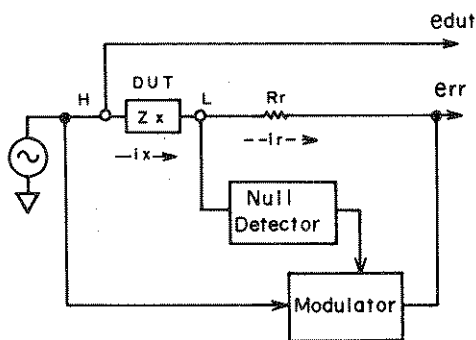 edut
DUT
H
L
Rr
err
Zx
ix
ir
Null
Detector
Modulator